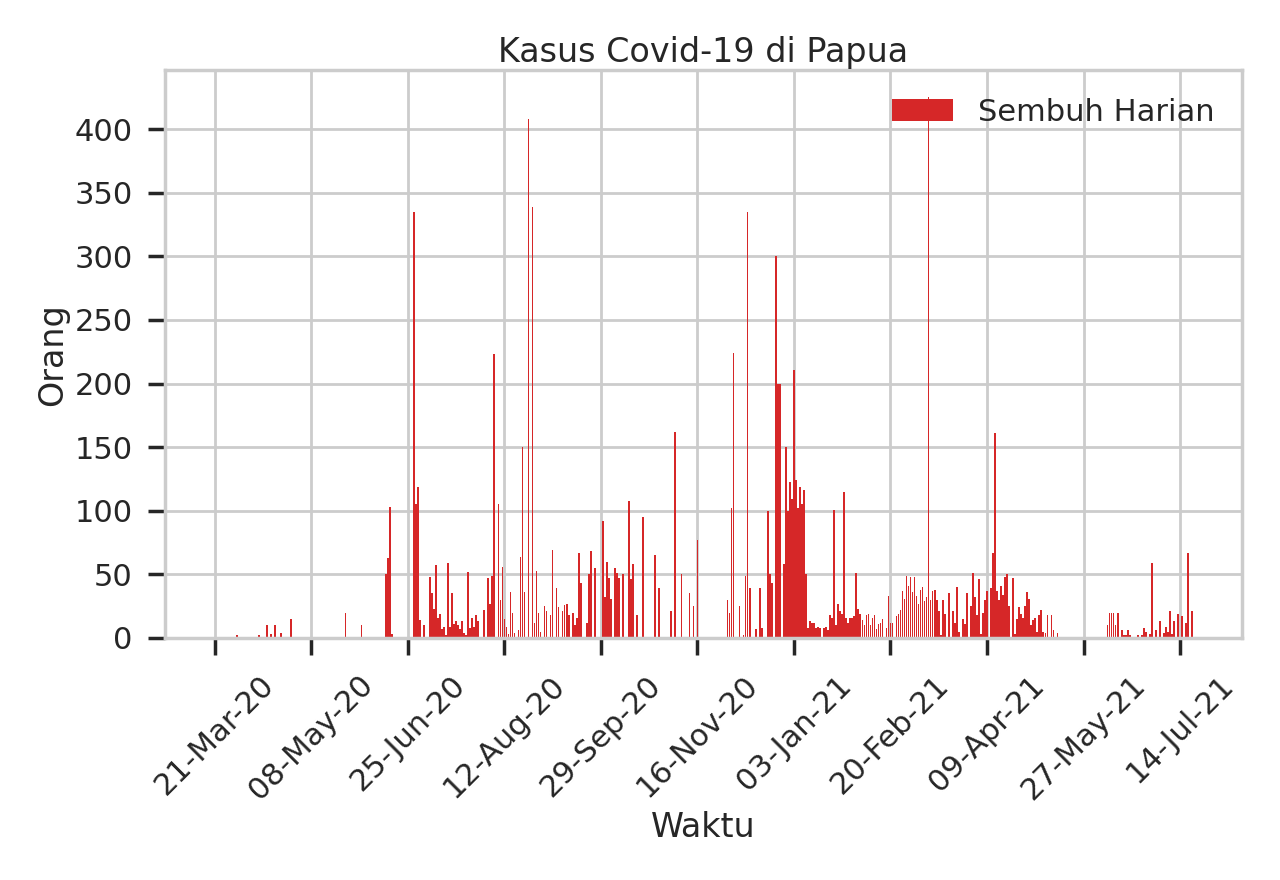 Kasus Covid-19 di Papua
Sembuh Harian
Orang
400
350
300
250
200
150
100
50
0
21-Mar-20
08-May-20
25-Jun-20
12-Aug-20
29-Sep-20
16-Nov-20
03-Jan-21
20-Feb-21
09-Apr-21
27-May-21
14-Jul-21
Waktu